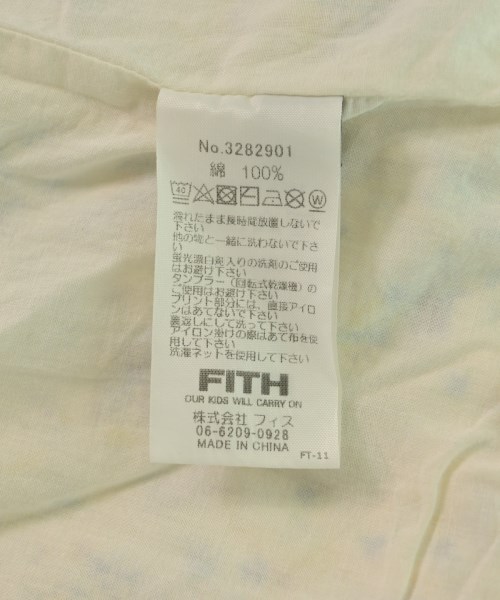 No.3282901
綿 100%
40
W
濡れたまま長時間放置しないで
下さい
他の物と一緒に洗わないで下さ
い
蛍光漂白剤入りの洗剤のご使用
はお避け下さい
タンブラー（回転式乾燥機）の
ご使用はお避け下さい
プリント部分には、直接アイロ
ンはあてないで下さい
裏返しにして洗って下さい
アイロン掛けの際はあて布を使
用して下さい
洗濯ネットを使用して下さい
FITH
OUR KIDS WILL CARRY ON
株式会社 フィス
06-6209-0928
MADE IN CHINA
FT-11